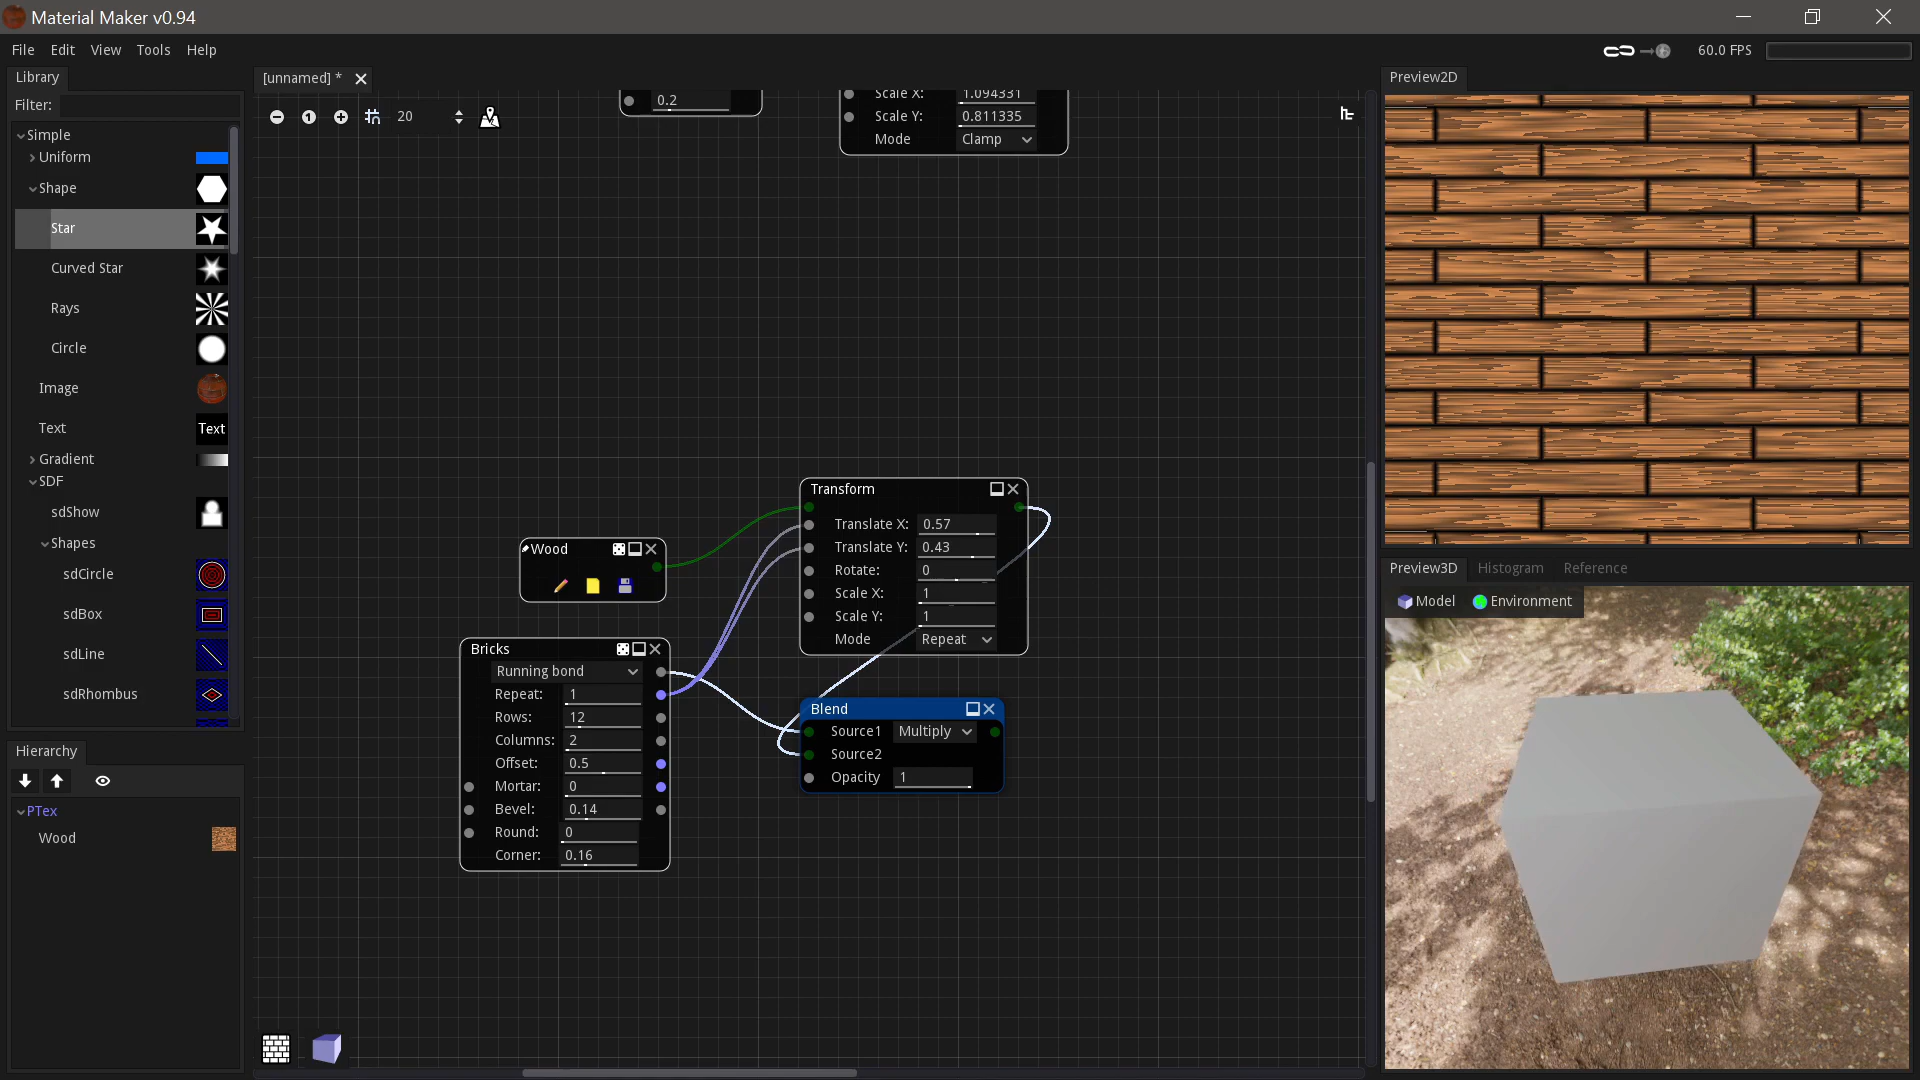 Material Maker v0.94
File Edit View Tools Help
60.0 FPS
Library
Filter:
Simple
Uniform
Shape
Star
Curved Star
Rays
Circle
Image
Text
Text
Gradient
SDF
sdShow
Shapes
sdCircle
sdBox
sdLine
sdRhombus
Hierarchy
PTex
Wood
[unnamed] *
1
20
0.2
Scale X: 1.094331
Scale Y: 0.811335
Mode Clamp
Transform
Translate X: 0.57
Translate Y: 0.43
Rotate: 0
Scale X: 1
Scale Y: 1
Mode Repeat
Wood
Bricks
Running bond
Repeat: 1
Rows: 12
Columns: 2
Offset: 0.5
Mortar: 0
Bevel: 0.14
Round: 0
Corner: 0.16
Blend
Source1 Multiply
Source2
Opacity 1
Preview2D
Preview3D Histogram Reference
Model Environment